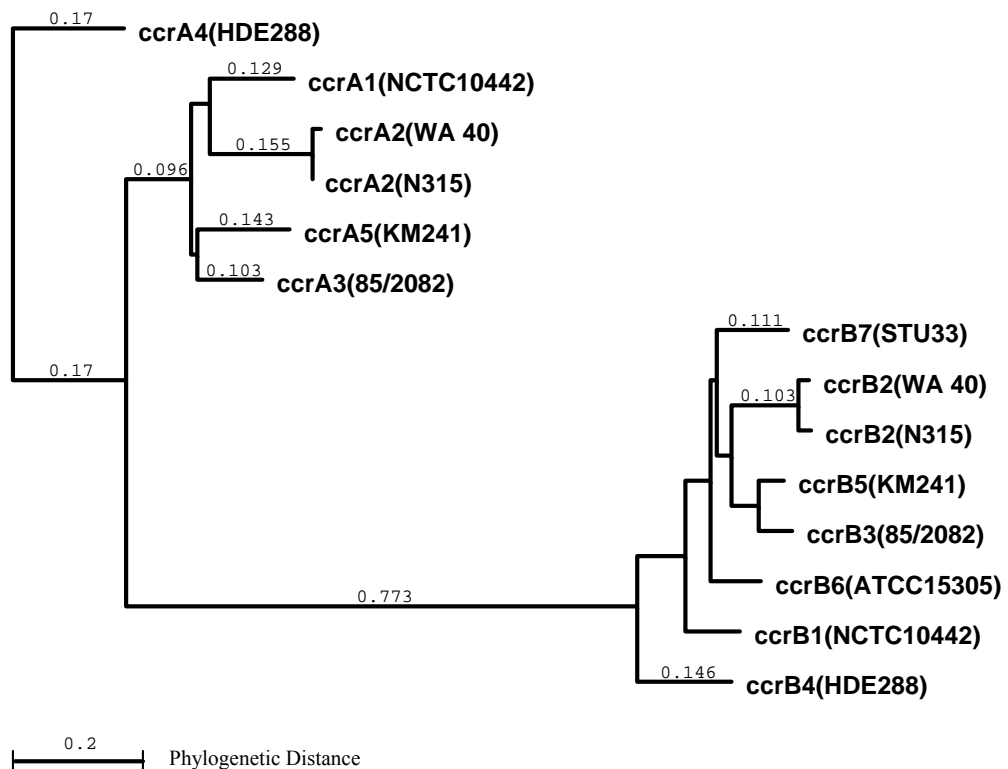 0.17
ccrA4(HDE288)
0.129
ccrA1(NCTC10442)
ccrA2(WA 40)
0.155
0.096
ccrA2(N315)
0.143
ccrA5(KM241)
0.103
ccrA3(85/2082)
0.111
ccrB7(STU33)
0.17
ccrB2(WA 40)
0.103
ccrB2(N315)
ccrB5(KM241)
ccrB3(85/2082)
ccrB6(ATCC15305)
0.773
ccrB1(NCTC10442)
0.146
ccrB4(HDE288)
0.2
Phylogenetic Distance